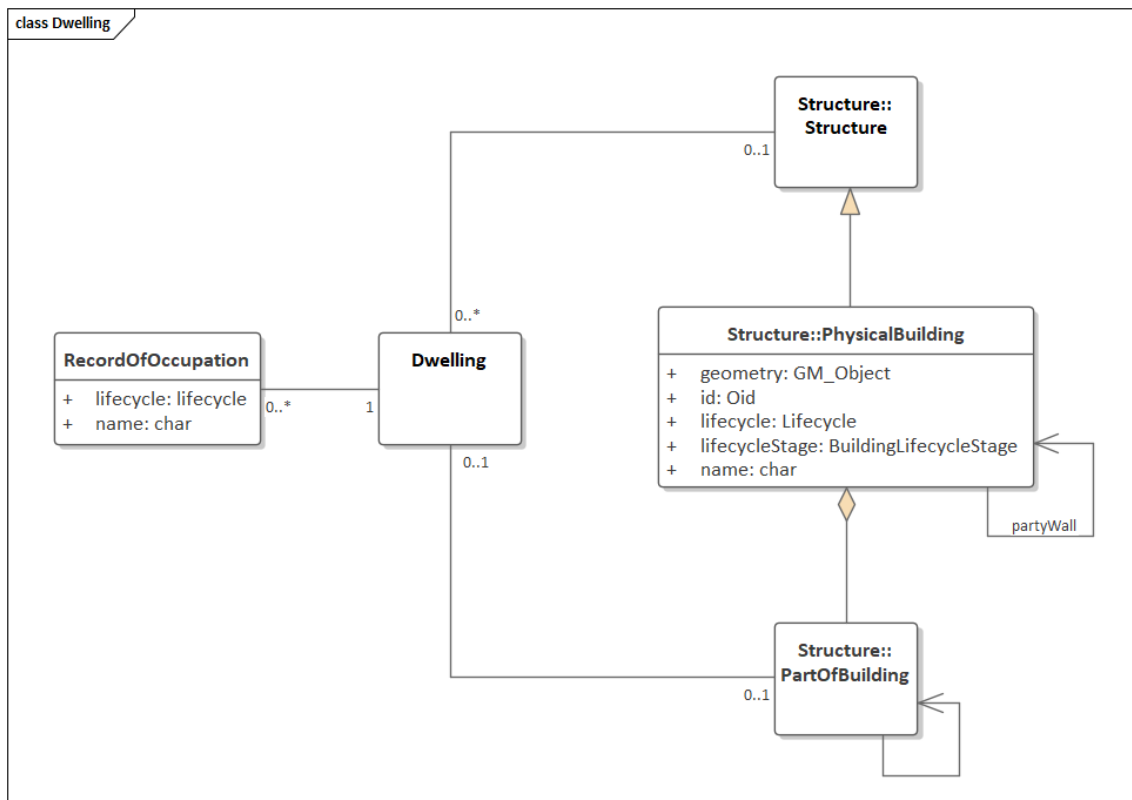 class Dwelling
Structure::
Structure
0..1
0..*
RecordOfOccupation
+ lifecycle: lifecycle
+ name: char
0..*
1
Dwelling
0..1
Structure::PhysicalBuilding
+ geometry: GM_Object
+ id: Oid
+ lifecycle: Lifecycle
+ lifecycleStage: BuildingLifecycleStage
+ name: char
partyWall
Structure::
PartOfBuilding
0..1